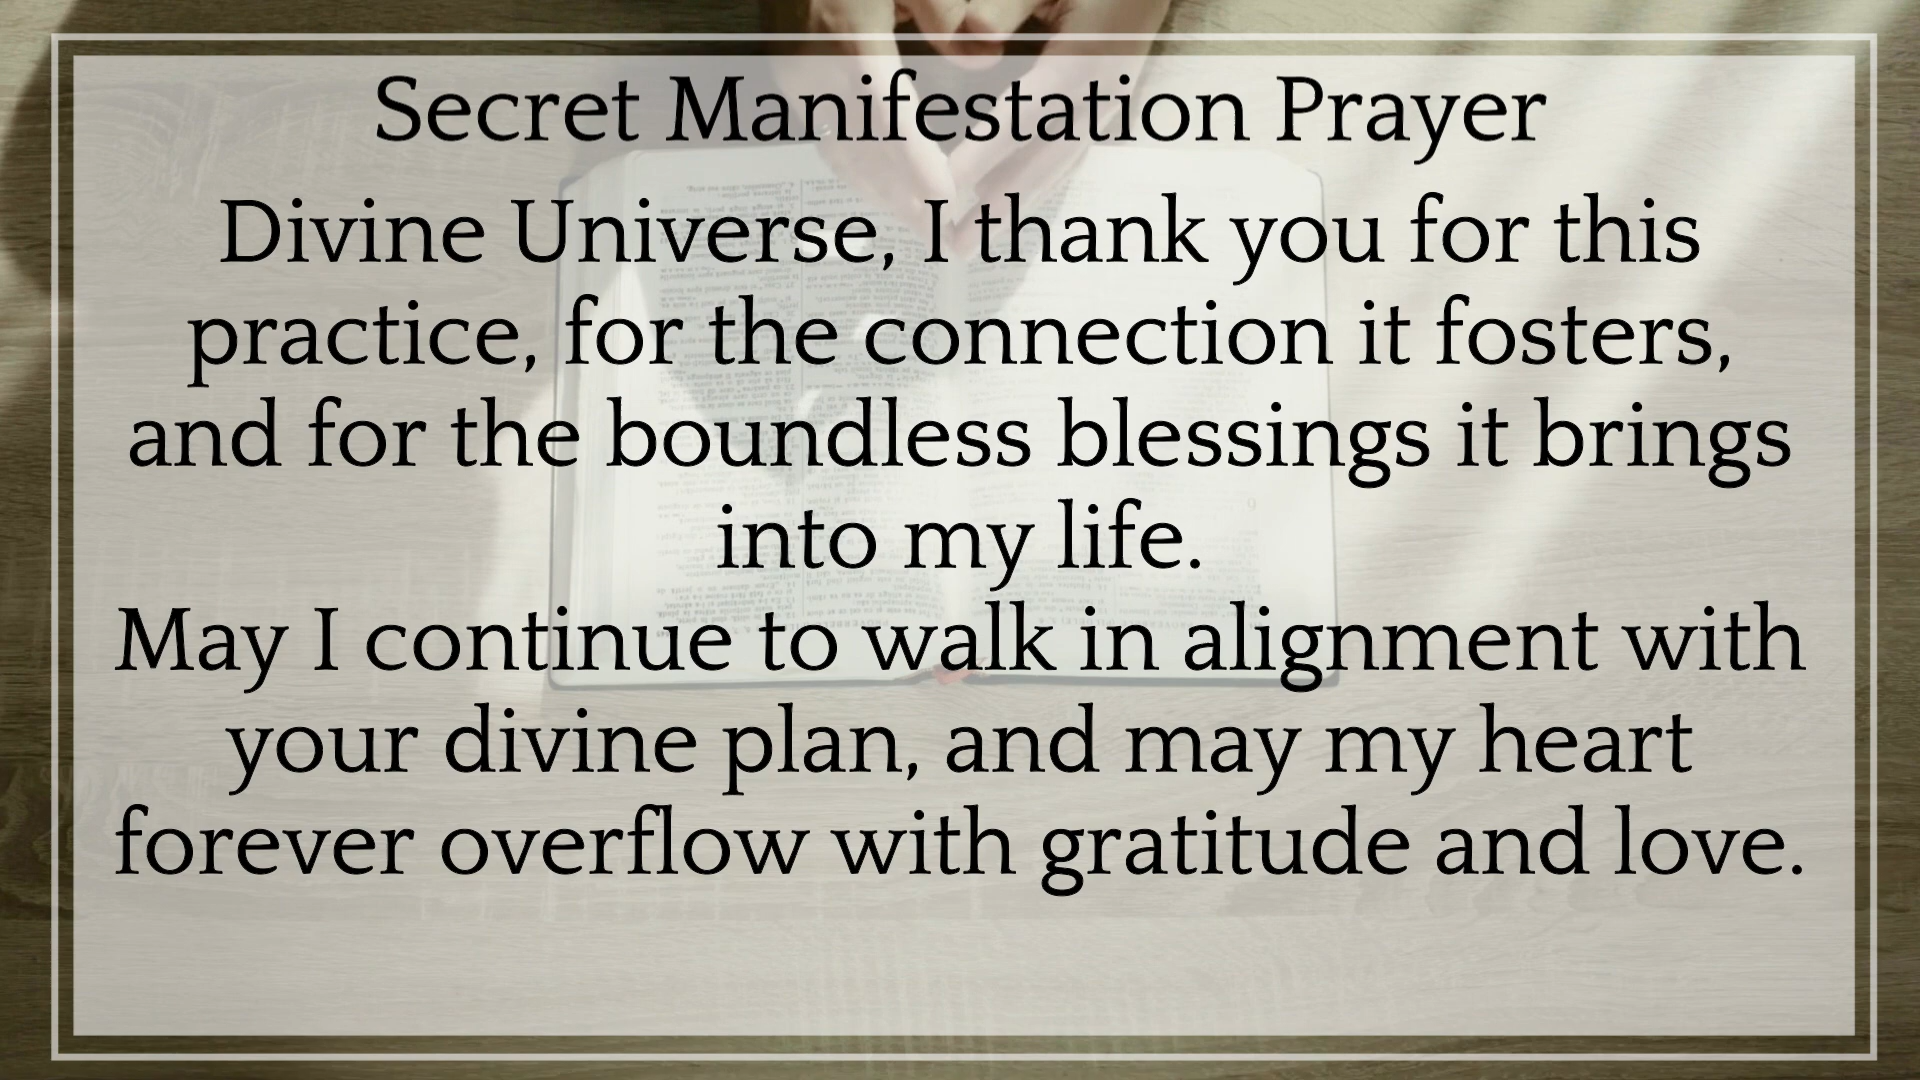 Secret Manifestation Prayer
Divine Universe, I thank you for this
practice, for the connection it fosters,
and for the boundless blessings it brings
into my life.
May I continue to walk in alignment with
your divine plan, and may my heart
forever overflow with gratitude and love.